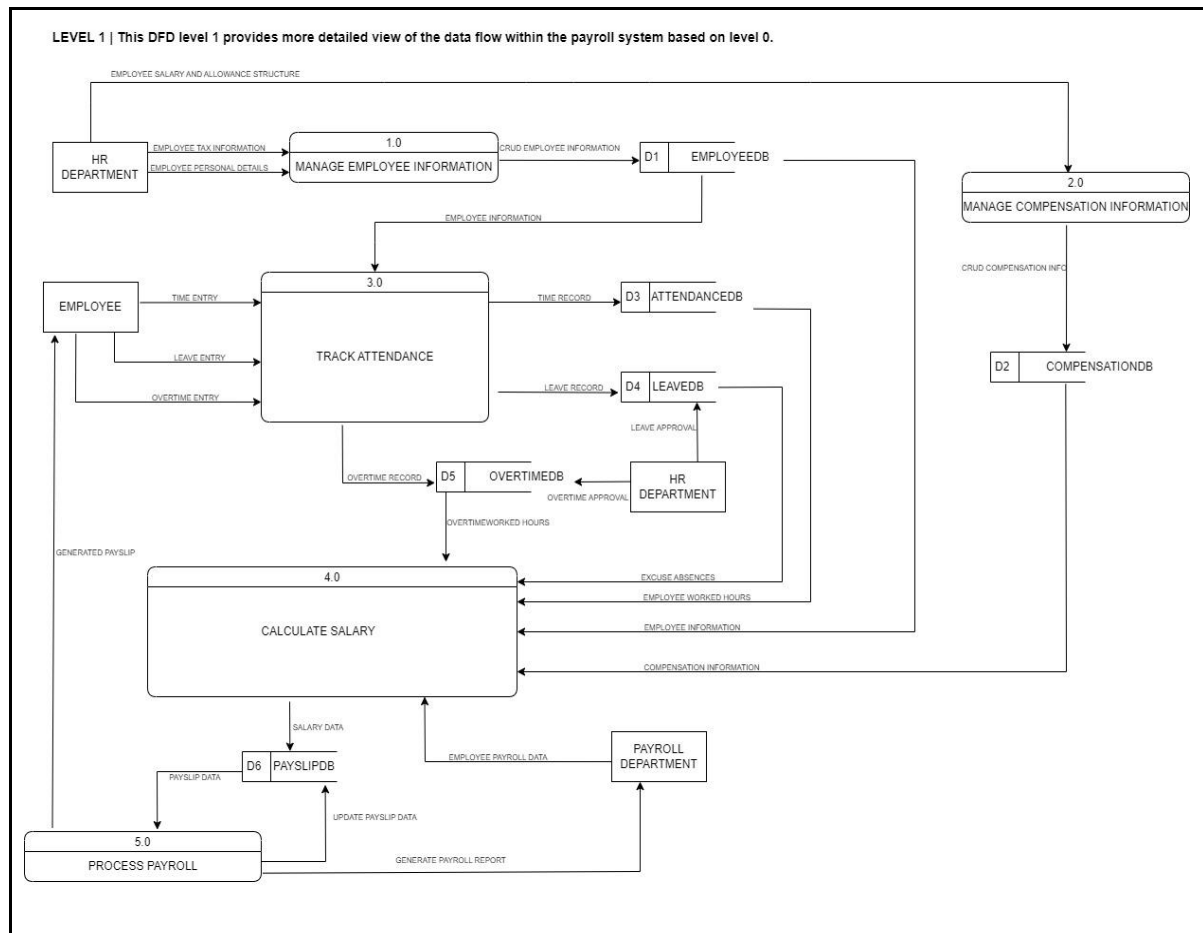 LEVEL 1 | This DFD level 1 provides more detailed view of the data flow within the payroll system based on level 0.
EMPLOYEE SALARY AND ALLOWANCE STRUCTURE
HR
DEPARTMENT
EMPLOYEE TAX INFORMATION
EMPLOYEE PERSONAL DETAILS
1.0
MANAGE EMPLOYEE INFORMATION
CRUD EMPLOYEE INFORMATION
D1
EMPLOYEEDB
2.0
MANAGE COMPENSATION INFORMATION
EMPLOYEE INFORMATION
CRUD COMPENSATION INFO
EMPLOYEE
TIME ENTRY
LEAVE ENTRY
OVERTIME ENTRY
3.0
TRACK ATTENDANCE
TIME RECORD
D3
ATTENDANCEDB
LEAVE RECORD
D4
LEAVEDB
D2
COMPENSATIONDB
LEAVE APPROVAL
OVERTIME RECORD
D5
OVERTIMEDB
OVERTIME APPROVAL
HR
DEPARTMENT
OVERTIMEWORKED HOURS
GENERATED PAYSLIP
4.0
CALCULATE SALARY
EXCUSE ABSENCES
EMPLOYEE WORKED HOURS
EMPLOYEE INFORMATION
COMPENSATION INFORMATION
SALARY DATA
D6
PAYSLIPDB
PAYSLIP DATA
EMPLOYEE PAYROLL DATA
PAYROLL
DEPARTMENT
UPDATE PAYSLIP DATA
5.0
PROCESS PAYROLL
GENERATE PAYROLL REPORT